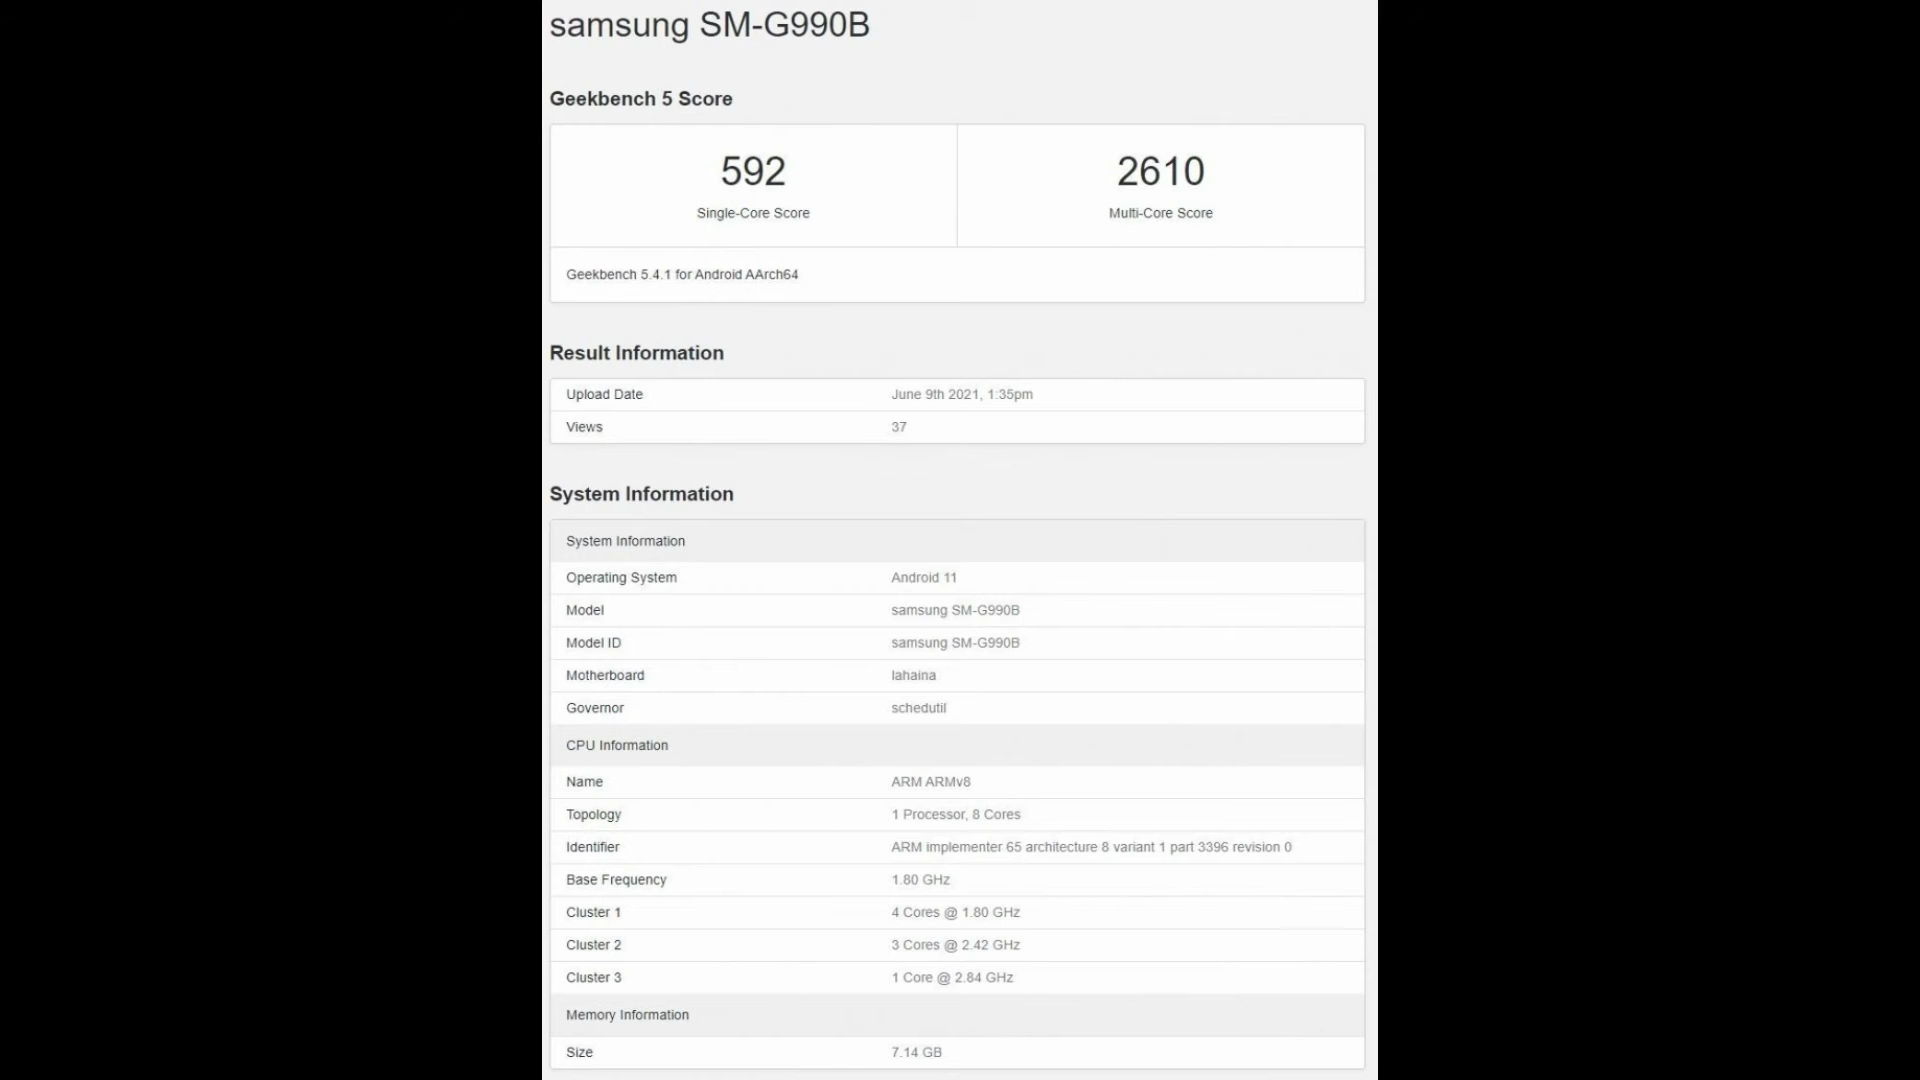 samsung SM-G990B
Geekbench 5 Score
592 2610
Single-Core Score Multi-Core Score
Geekbench 5.4.1 for Android AArch64
Result Information
Upload Date June 9th 2021, 1:35pm
Views 37
System Information
System Information
Operating System Android 11
Model samsung SM-G990B
Model ID samsung SM-G990B
Motherboard lahaina
Governor schedutil
CPU Information
Name ARM ARMv8
Topology 1 Processor, 8 Cores
Identifier ARM implementer 65 architecture 8 variant 1 part 3396 revision 0
Base Frequency 1.80 GHz
Cluster 1 4 Cores @ 1.80 GHz
Cluster 2 3 Cores @ 2.42 GHz
Cluster 3 1 Core @ 2.84 GHz
Memory Information
Size 7.14 GB